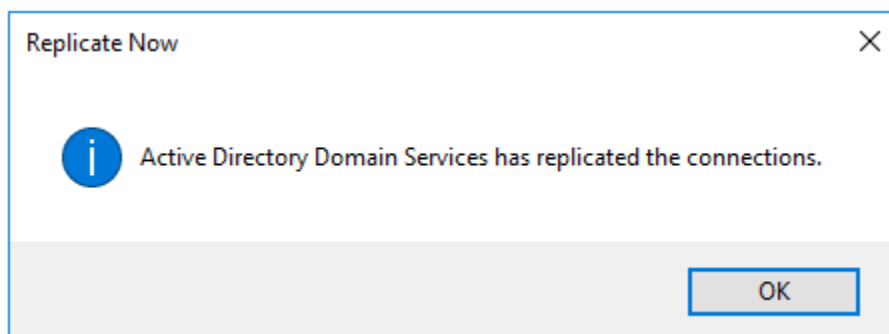 Replicate Now
Active Directory Domain Services has replicated the connections.
OK